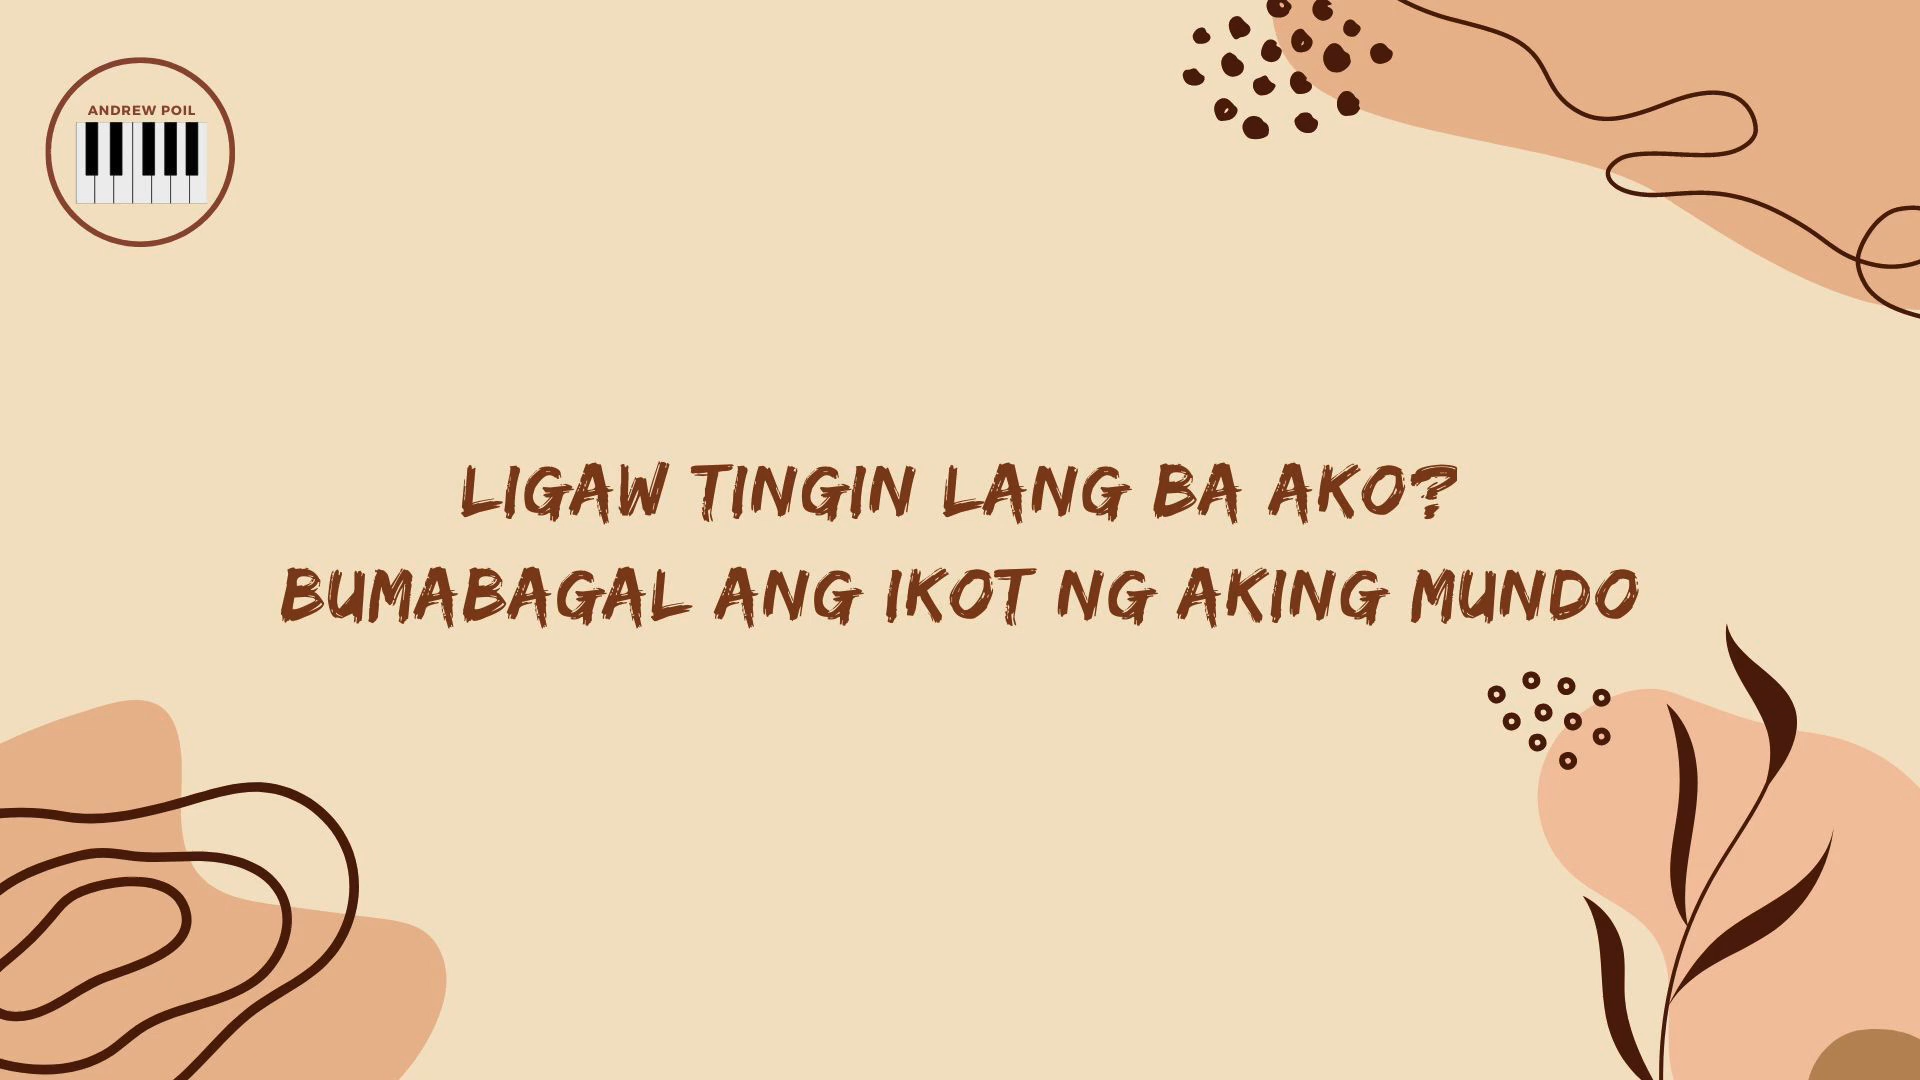 ANDREW POIL
LIGAW TINGIN LANG BA AKO?
BUMABAGAL ANG IKOT NG AKING MUNDO